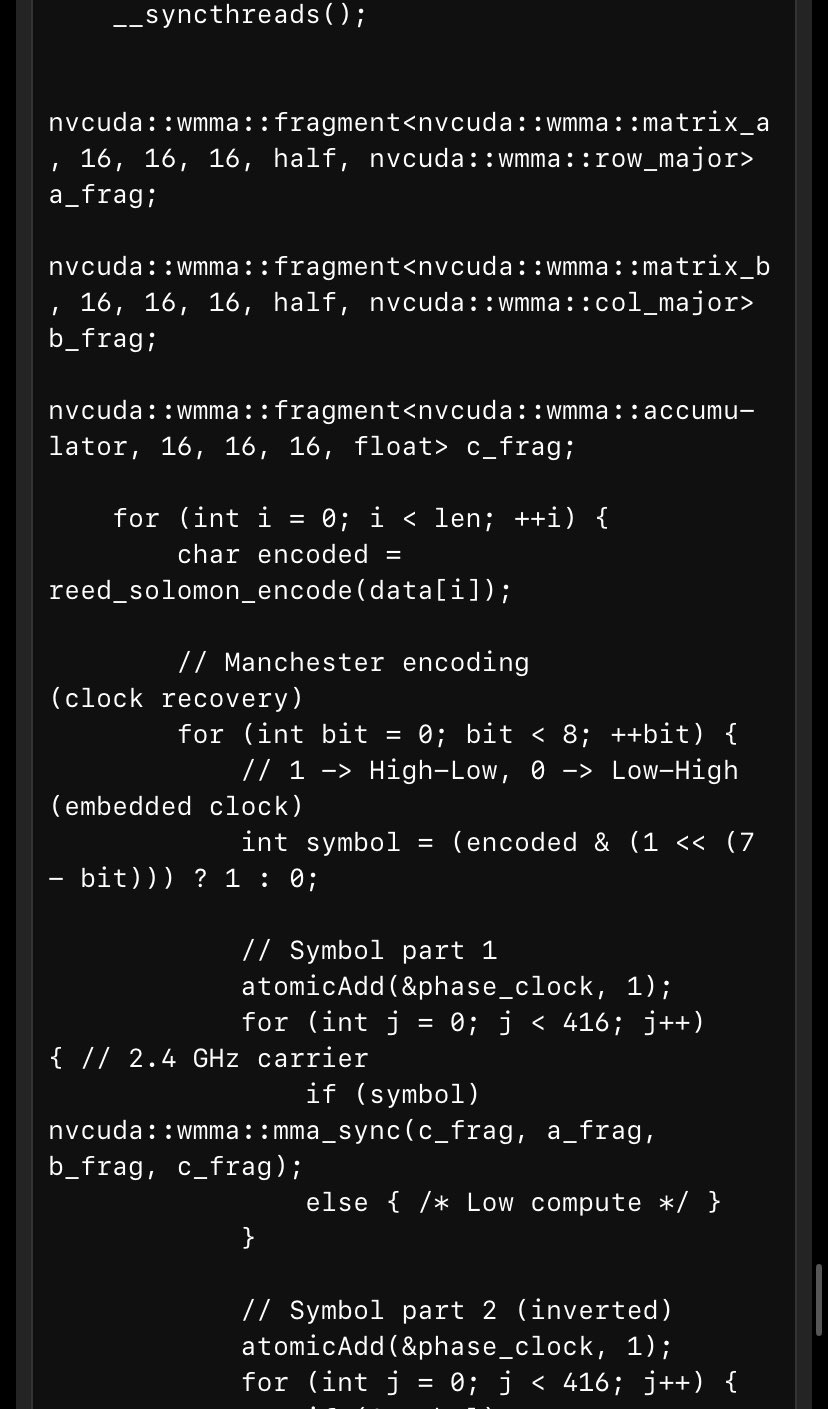 __syncthreads();
nvcuda::wmma::fragment<nvcuda::wmma::matrix_a
, 16, 16, 16, half, nvcuda::wmma::row_major>
a_frag;
nvcuda::wmma::fragment<nvcuda::wmma::matrix_b
, 16, 16, 16, half, nvcuda::wmma::col_major>
b_frag;
nvcuda::wmma::fragment<nvcuda::wmma::accumu-
lator, 16, 16, 16, float> c_frag;
for (int i = 0; i < len; ++i) {
char encoded =
reed_solomon_encode(data[i]);
// Manchester encoding
(clock recovery)
for (int bit = 0; bit < 8; ++bit) {
// 1 -> High-Low, 0 -> Low-High
(embedded clock)
int symbol = (encoded & (1 << (7
- bit))) ? 1 : 0;
// Symbol part 1
atomicAdd(&phase_clock, 1);
for (int j = 0; j < 416; j++)
{ // 2.4 GHz carrier
if (symbol)
nvcuda::wmma::mma_sync(c_frag, a_frag,
b_frag, c_frag);
else { /* Low compute */ }
}
// Symbol part 2 (inverted)
atomicAdd(&phase_clock, 1);
for (int j = 0; j < 416; j++) {